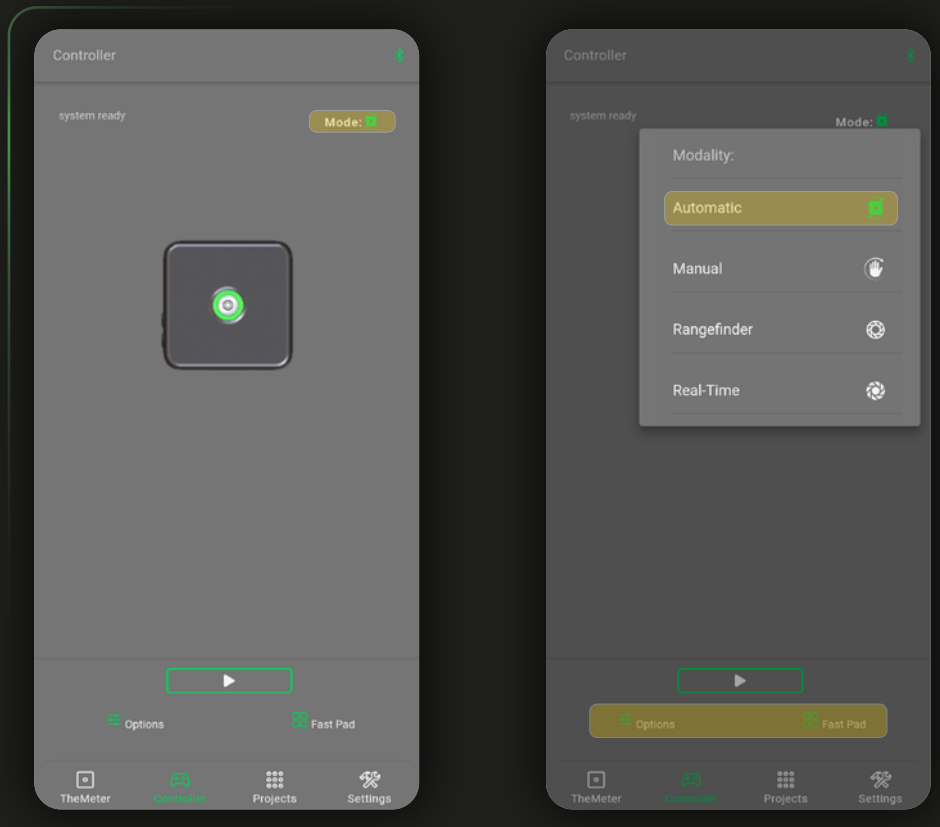 Controller
system ready
Mode:
Options
Fast Pad
TheMeter
Controller
Projects
Settings
Controller
system ready
Mode:
Modality:
Automatic
Manual
Rangefinder
Real-Time
Options
Fast Pad
TheMeter
Controller
Projects
Settings